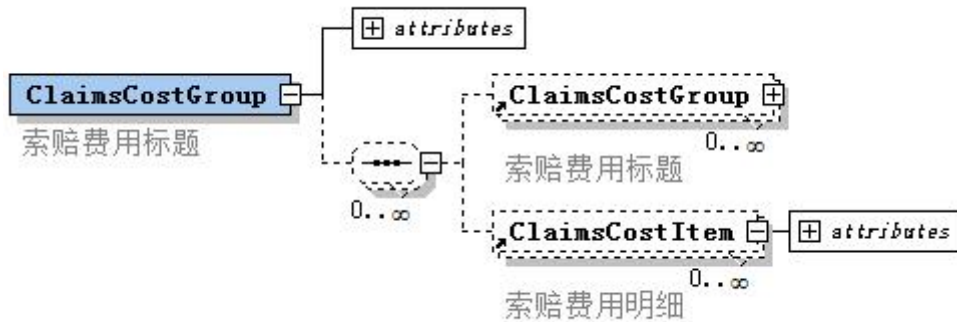 attributes
ClaimsCostGroup
索赔费用标题
0..∞
ClaimsCostGroup
0..∞
索赔费用标题
ClaimsCostItem
attributes
0..∞
索赔费用明细